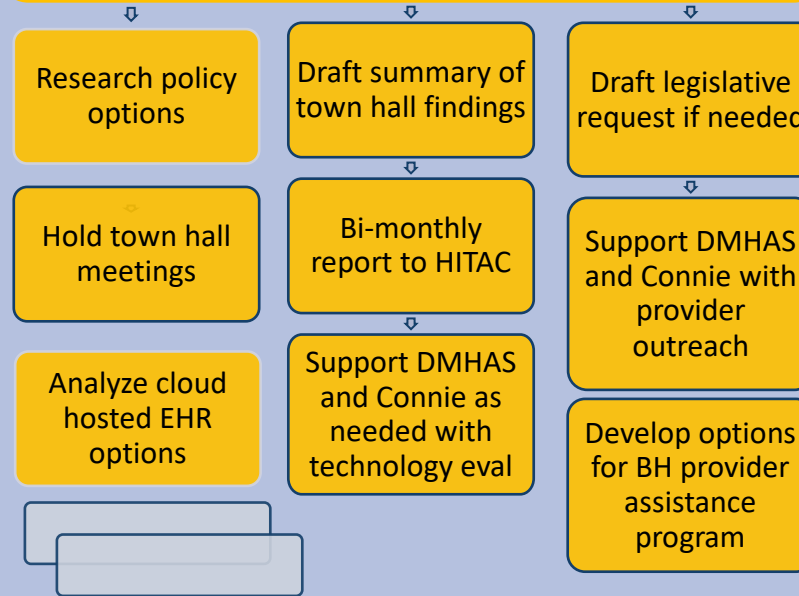 Research policy
options
Hold town hall
meetings
Analyze cloud
hosted EHR
options
Draft summary of
town hall findings
Bi-monthly
report to HITAC
Support DMHAS
and Connie as
needed with
technology eval
Draft legislative
request if needed
Support DMHAS
and Connie with
provider
outreach
Develop options
for BH provider
assistance
program